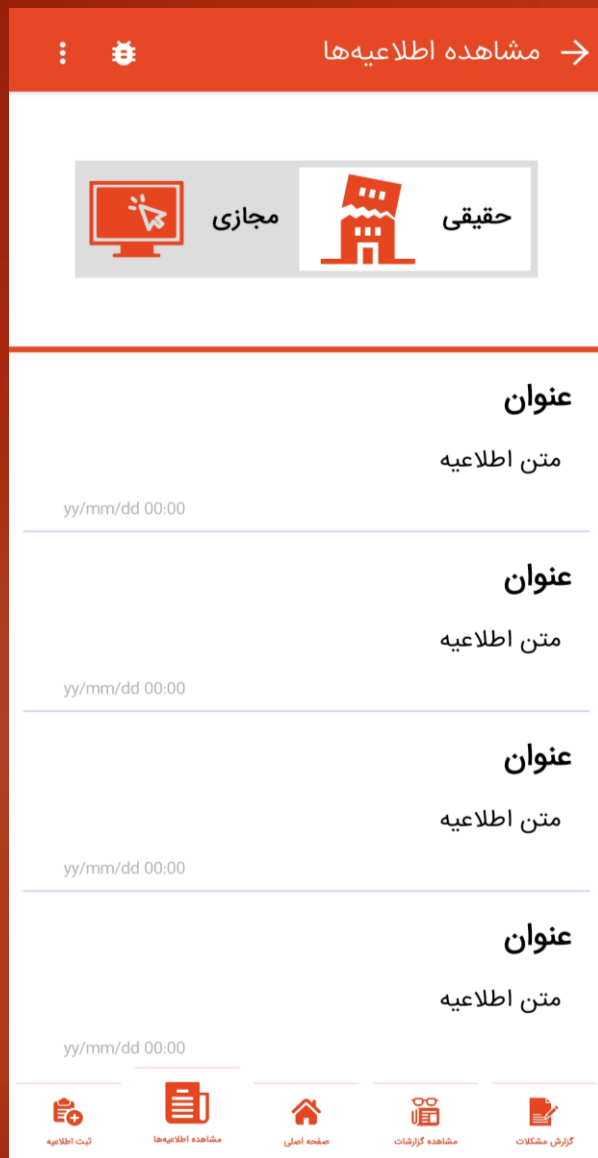 مشاهده اطلاعیه‌ها
حقیقی
مجازی
عنوان
متن اطلاعیه
yy/mm/dd 00:00
عنوان
متن اطلاعیه
yy/mm/dd 00:00
عنوان
متن اطلاعیه
yy/mm/dd 00:00
عنوان
متن اطلاعیه
yy/mm/dd 00:00
گزارش مشکلات
مشاهده گزارشات
صفحه اصلی
مشاهده اطلاعیه‌ها
ثبت اطلاعیه